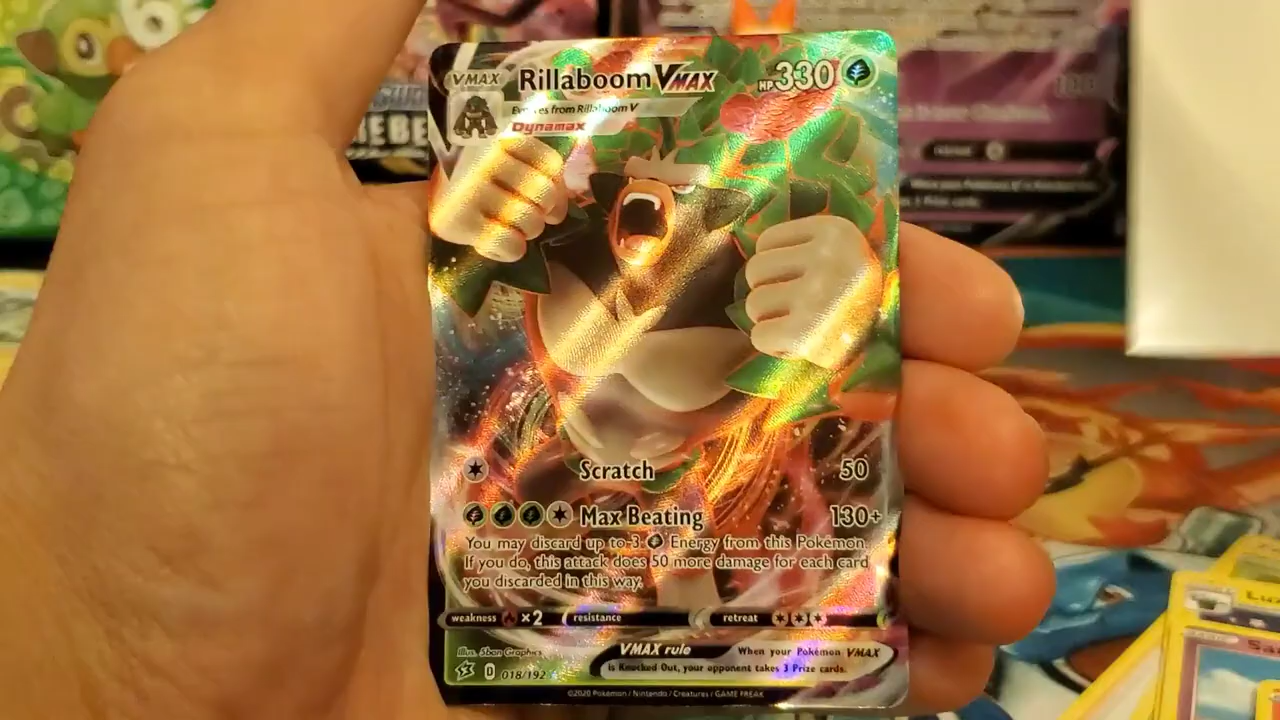 VMAX
Rillaboom VMAX
HP 330
Evolves from Rillaboom V
Dynamax
Scratch 50
Max Beating 130+
You may discard up to 3 Energy from this Pokémon.
If you do, this attack does 50 more damage for each card
you discarded in this way.
weakness ×2 resistance retreat
Illus. 5ban Graphics
VMAX rule When your Pokémon VMAX
is Knocked Out, your opponent takes 3 Prize cards.
D 018/192
©2020 Pokémon / Nintendo / Creatures / GAME FREAK